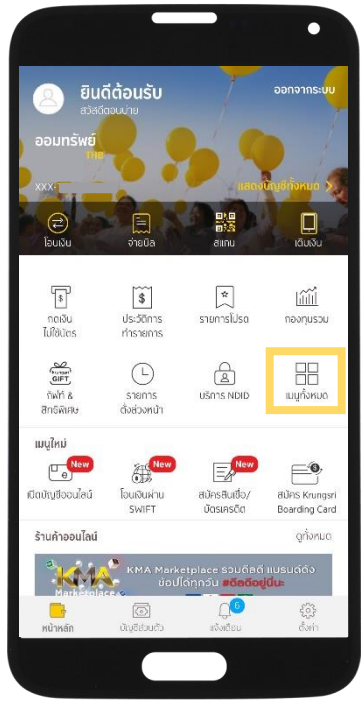 ยินดีต้อนรับ
ออกจากระบบ
สวัสดีตอนบ่าย
ออมทรัพย์
THB
XXX-
แสดงบัญชีทั้งหมด >
โอนเงิน
จ่ายบิล
สแกน
เติมเงิน
กดเงิน
ไม่ใช้บัตร
ประวัติการ
ทำรายการ
รายการโปรด
กองทุนรวม
krungsri
GIFT
กิฟท์ &
สิทธิพิเศษ
รายการ
ตั้งล่วงหน้า
บริการ NDID
เมนูทั้งหมด
เมนูใหม่
New
New
New
เปิดบัญชีออนไลน์
โอนเงินผ่าน
SWIFT
สมัครสินเชื่อ/
บัตรเครดิต
สมัคร Krungsri
Boarding Card
ร้านค้าออนไลน์
ดูทั้งหมด
KMA
Marketplace
KMA Marketplace รวมดีลดี แบรนด์ดัง
ช้อปได้ทุกวัน #ดีลดีอยู่นี่นะ
6
หน้าหลัก
บัญชีส่วนตัว
แจ้งเตือน
ตั้งค่า